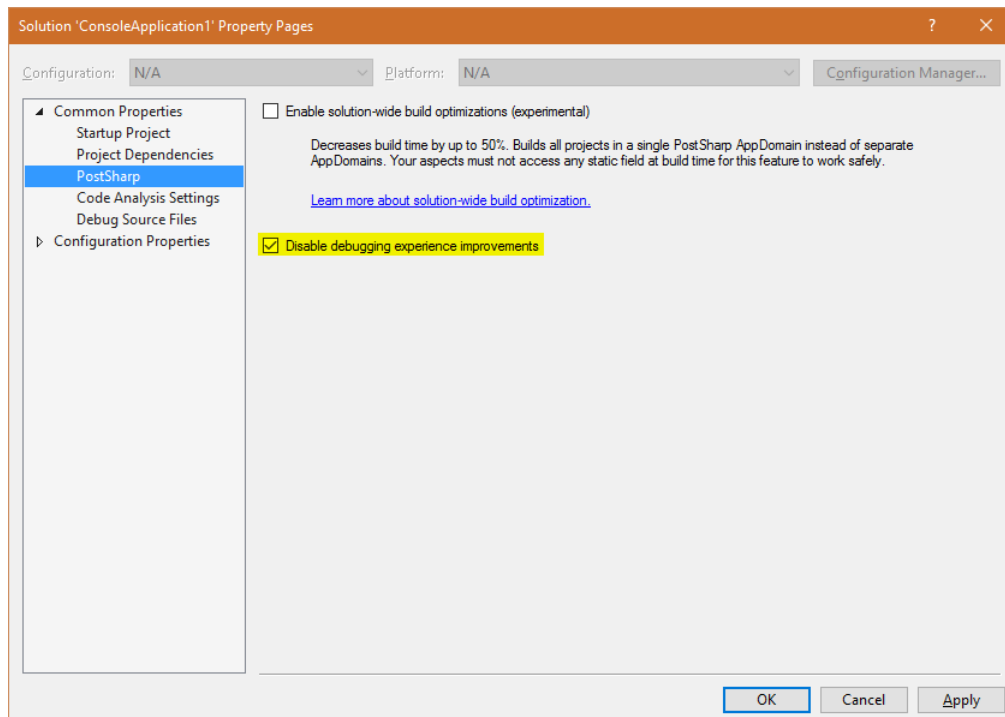 Solution 'ConsoleApplication1' Property Pages
?
Configuration: N/A Platform: N/A Configuration Manager...
Common Properties
Startup Project
Project Dependencies
PostSharp
Code Analysis Settings
Debug Source Files
Configuration Properties
Enable solution-wide build optimizations (experimental)
Decreases build time by up to 50%. Builds all projects in a single PostSharp AppDomain instead of separate
AppDomains. Your aspects must not access any static field at build time for this feature to work safely.
Learn more about solution-wide build optimization.
Disable debugging experience improvements
OK Cancel Apply